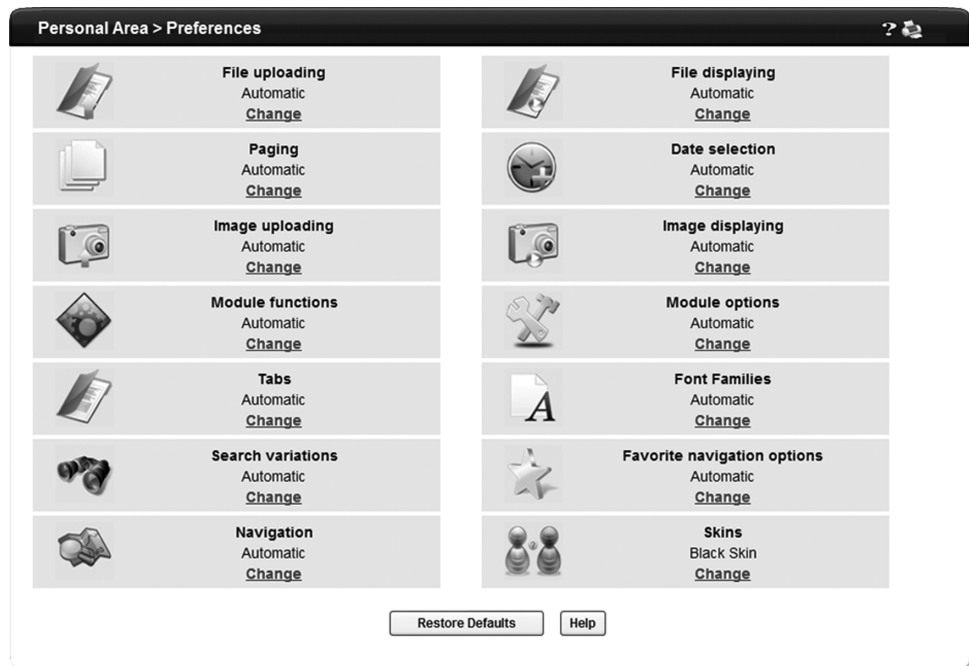 Personal Area > Preferences
?
File uploading
Automatic
Change
File displaying
Automatic
Change
Paging
Automatic
Change
Date selection
Automatic
Change
Image uploading
Automatic
Change
Image displaying
Automatic
Change
Module functions
Automatic
Change
Module options
Automatic
Change
Tabs
Automatic
Change
A
Font Families
Automatic
Change
Search variations
Automatic
Change
Favorite navigation options
Automatic
Change
Navigation
Automatic
Change
Skins
Black Skin
Change
Restore Defaults
Help